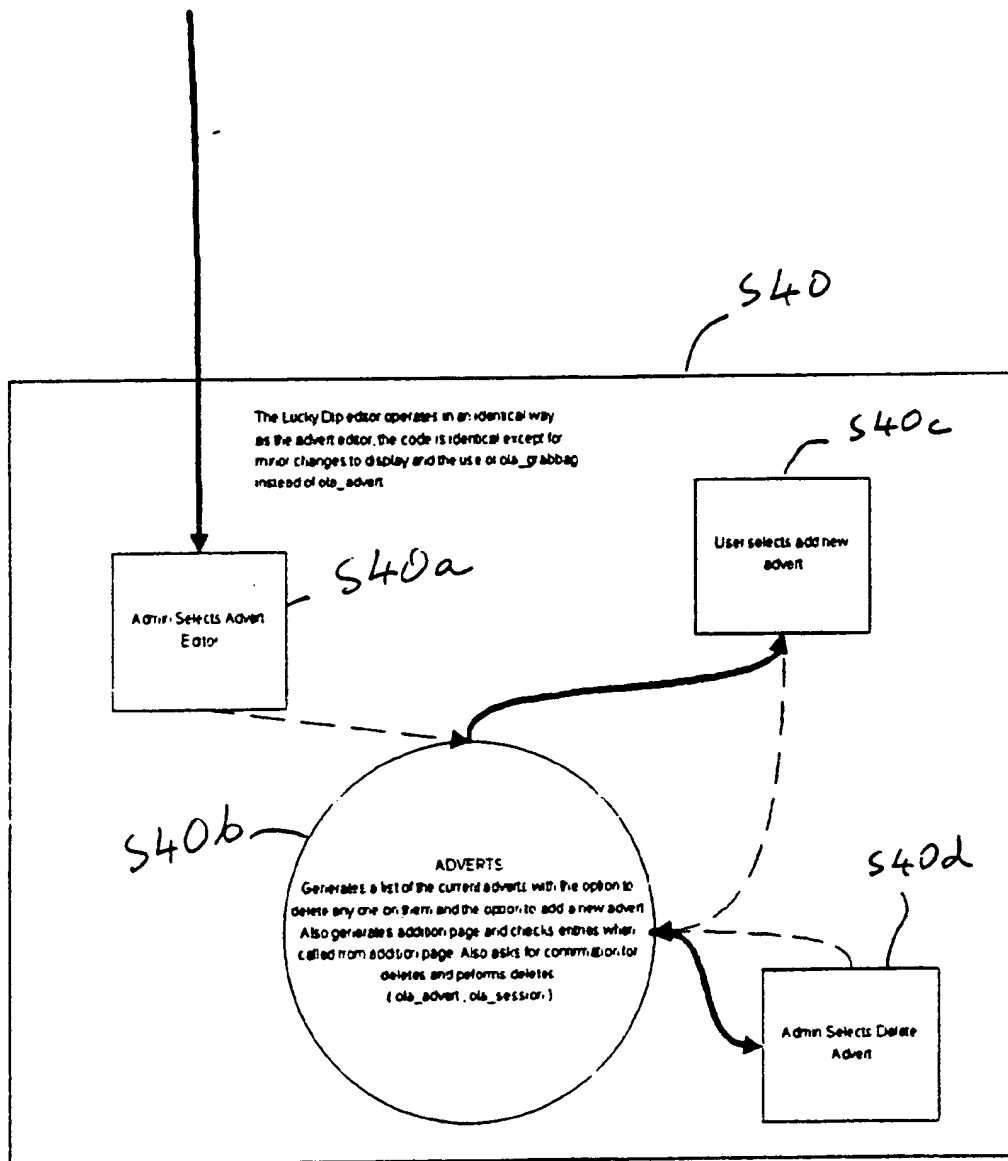 S40
The Lucky Dip editor operates in an identical way
as the advert editor, the code is identical except for
minor changes to display and the use of ola_grabbag
instead of ola_advert
S40c
User selects add new
advert
S40a
Admin Selects Advert
Editor
S40b
S40d
ADVERTS
Generates a list of the current adverts with the option to
delete any one on them and the option to add a new advert
Also generates addition page and checks entries when
called from addition page. Also asks for confirmation for
deletes and peforms deletes
( ola_advert , ola_session )
Admin Selects Delete
Advert